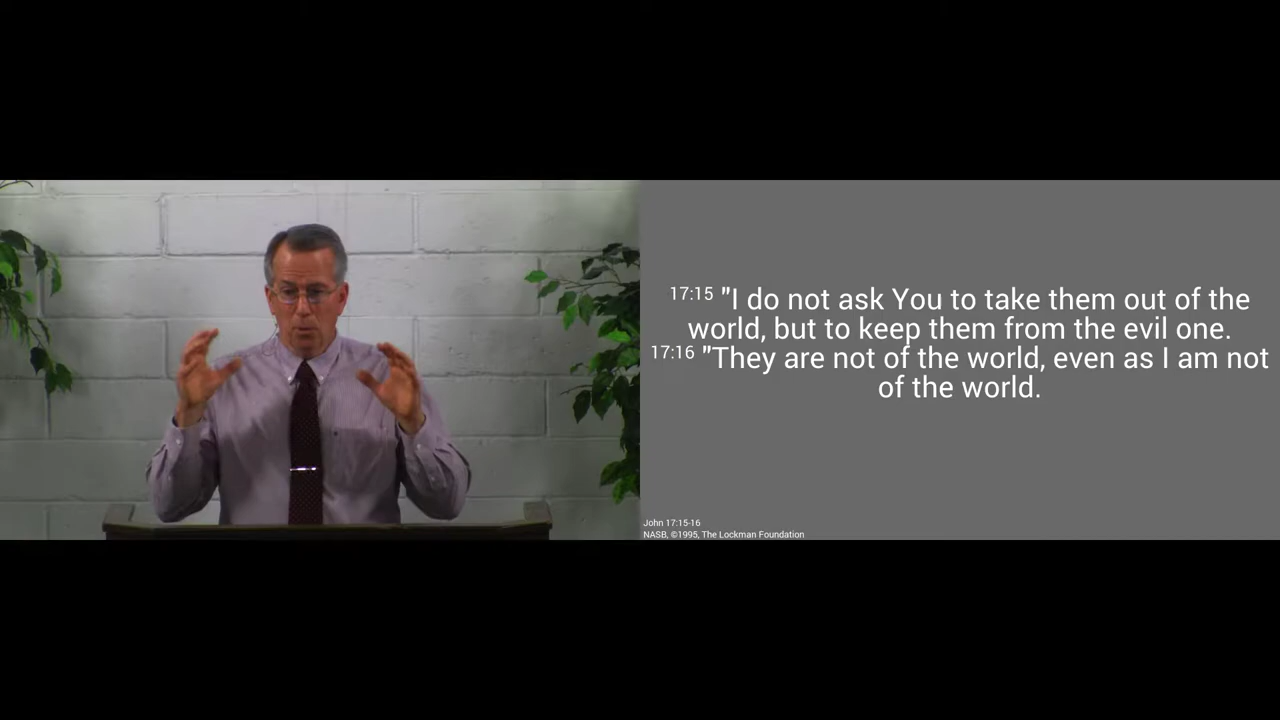 17:15 "I do not ask You to take them out of the
world, but to keep them from the evil one.
17:16 "They are not of the world, even as I am not
of the world.
John 17:15-16
NASB, ©1995, The Lockman Foundation